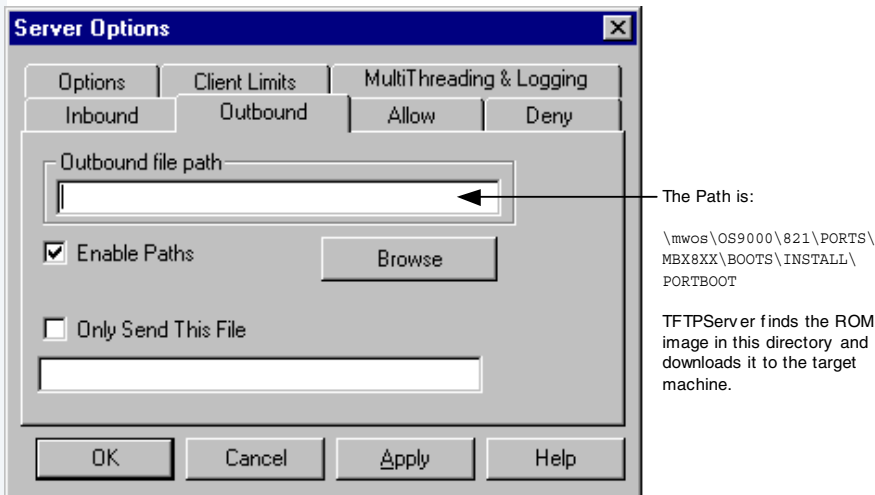 Server Options
Options Client Limits MultiThreading & Logging
Inbound Outbound Allow Deny
Outbound file path
Enable Paths
Browse
Only Send This File
OK Cancel Apply Help
The Path is:
\mwos\OS9000\821\PORTS\
MBX8XX\BOOTS\INSTALL\
PORTBOOT
TFTPServer finds the ROM
image in this directory and
downloads it to the target
machine.